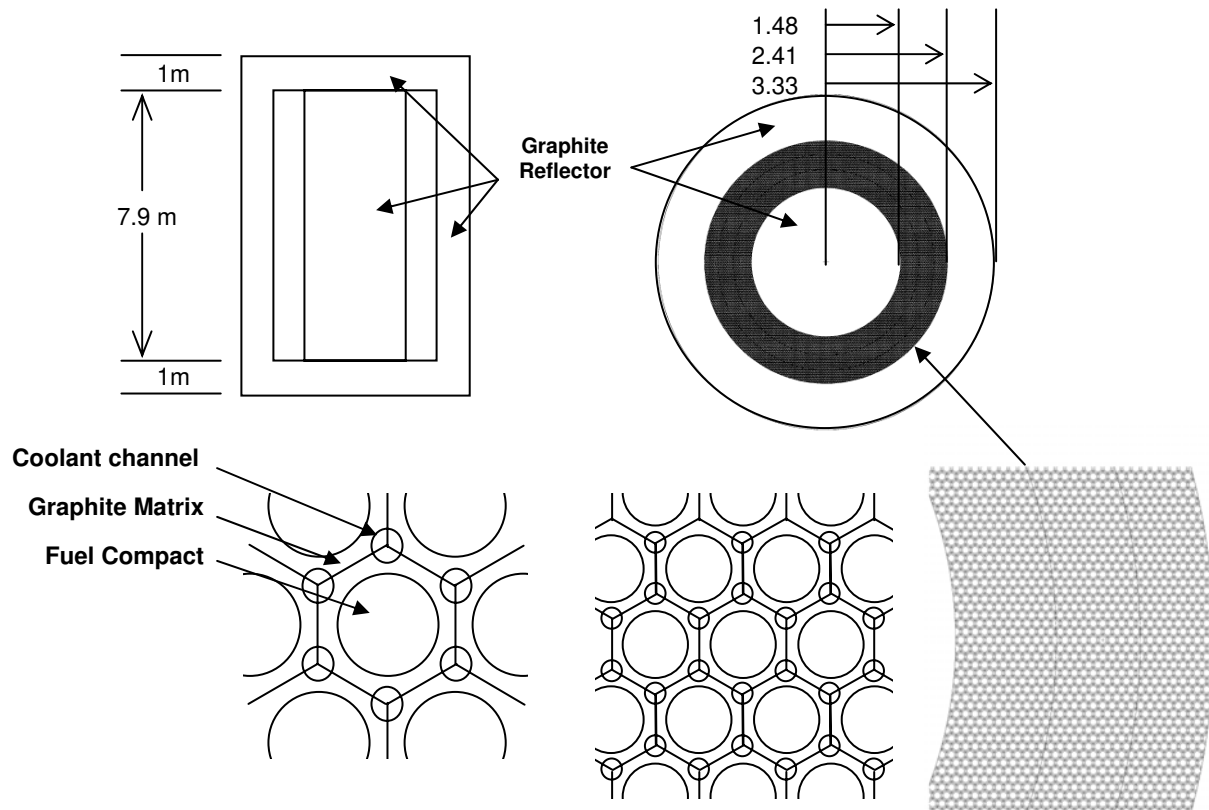 1m
7.9 m
1m
Graphite
Reflector
1.48
2.41
3.33
Coolant channel
Graphite Matrix
Fuel Compact